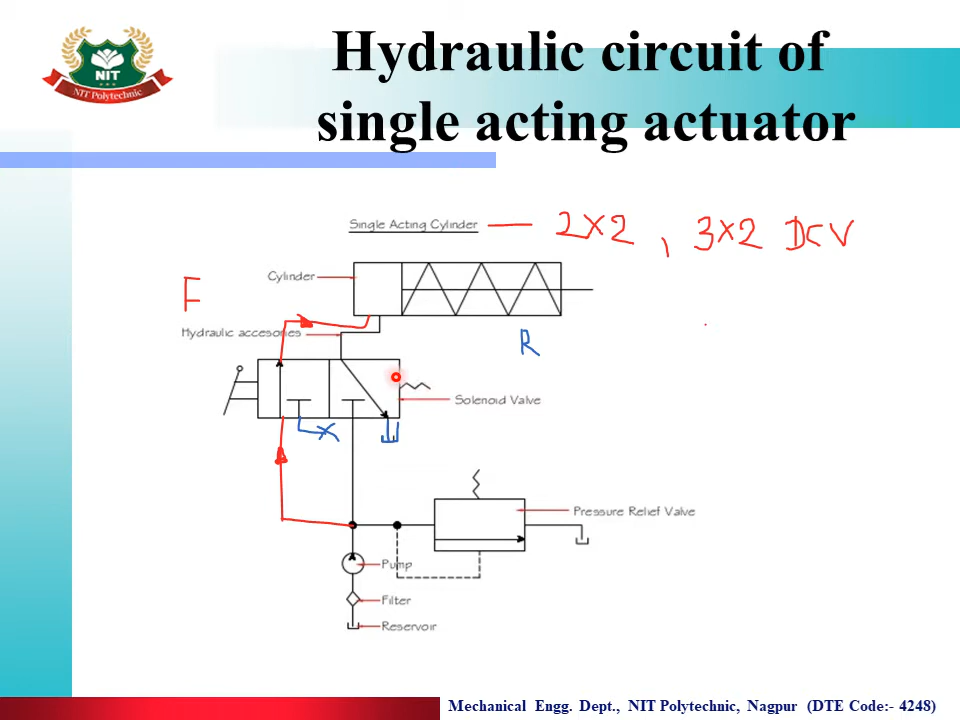 Hydraulic circuit of
single acting actuator
NIT
NIT Polytechnic
Single Acting Cylinder — 2x2 , 3x2 DCV
Cylinder
F
Hydraulic accesories
R
Solenoid Valve
Pressure Relief Valve
Pump
Filter
Reservoir
Mechanical Engg. Dept., NIT Polytechnic, Nagpur (DTE Code:- 4248)